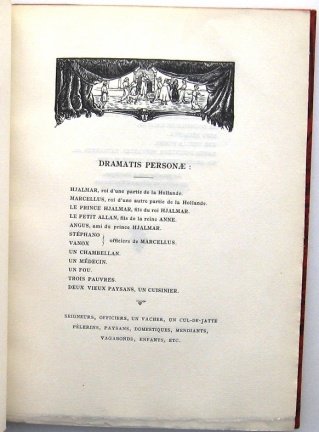 DRAMATIS PERSONÆ :
HJALMAR, roi d'une partie de la Hollande.
MARCELLUS, roi d'une autre partie de la Hollande.
LE PRINCE HJALMAR, fils du roi HJALMAR.
LE PETIT ALLAN, fils de la reine ANNE.
ANGUS, ami du prince HJALMAR.
STÉPHANO
VANOX
officiers de MARCELLUS.
UN CHAMBELLAN.
UN MÉDECIN.
UN FOU.
TROIS PAUVRES.
DEUX VIEUX PAYSANS, UN CUISINIER.
SEIGNEURS, OFFICIERS, UN VACHER, UN CUL-DE-JATTE
PÈLERINS, PAYSANS, DOMESTIQUES, MENDIANTS,
VAGABONDS, ENFANTS, ETC.